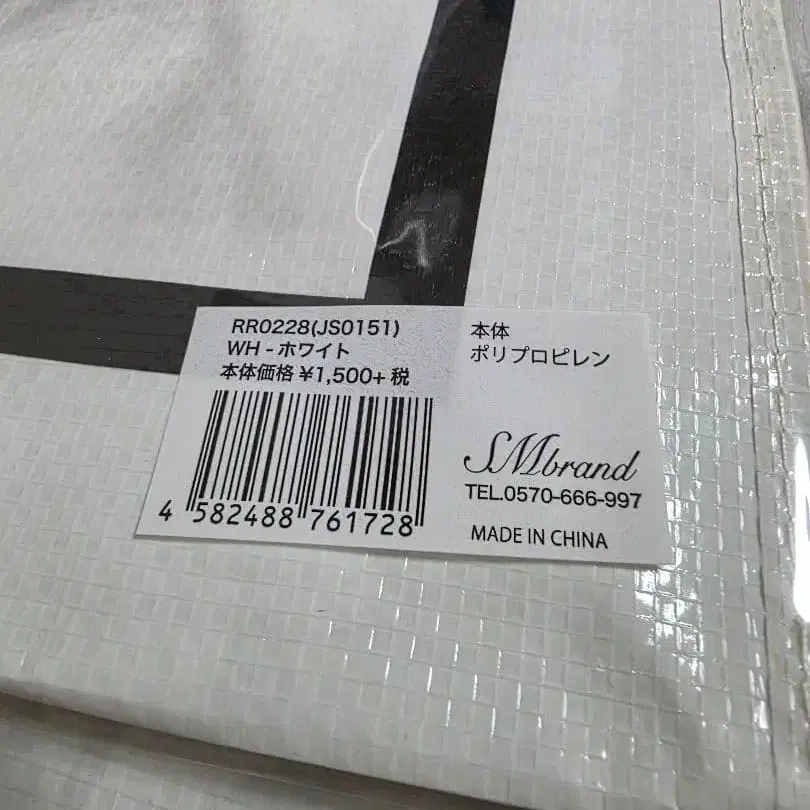 RR0228(JS0151)
WH - ホワイト
本体価格 ¥1,500+ 税
4 582488 761728
本体
ポリプロピレン
SMbrand
TEL.0570-666-997
MADE IN CHINA